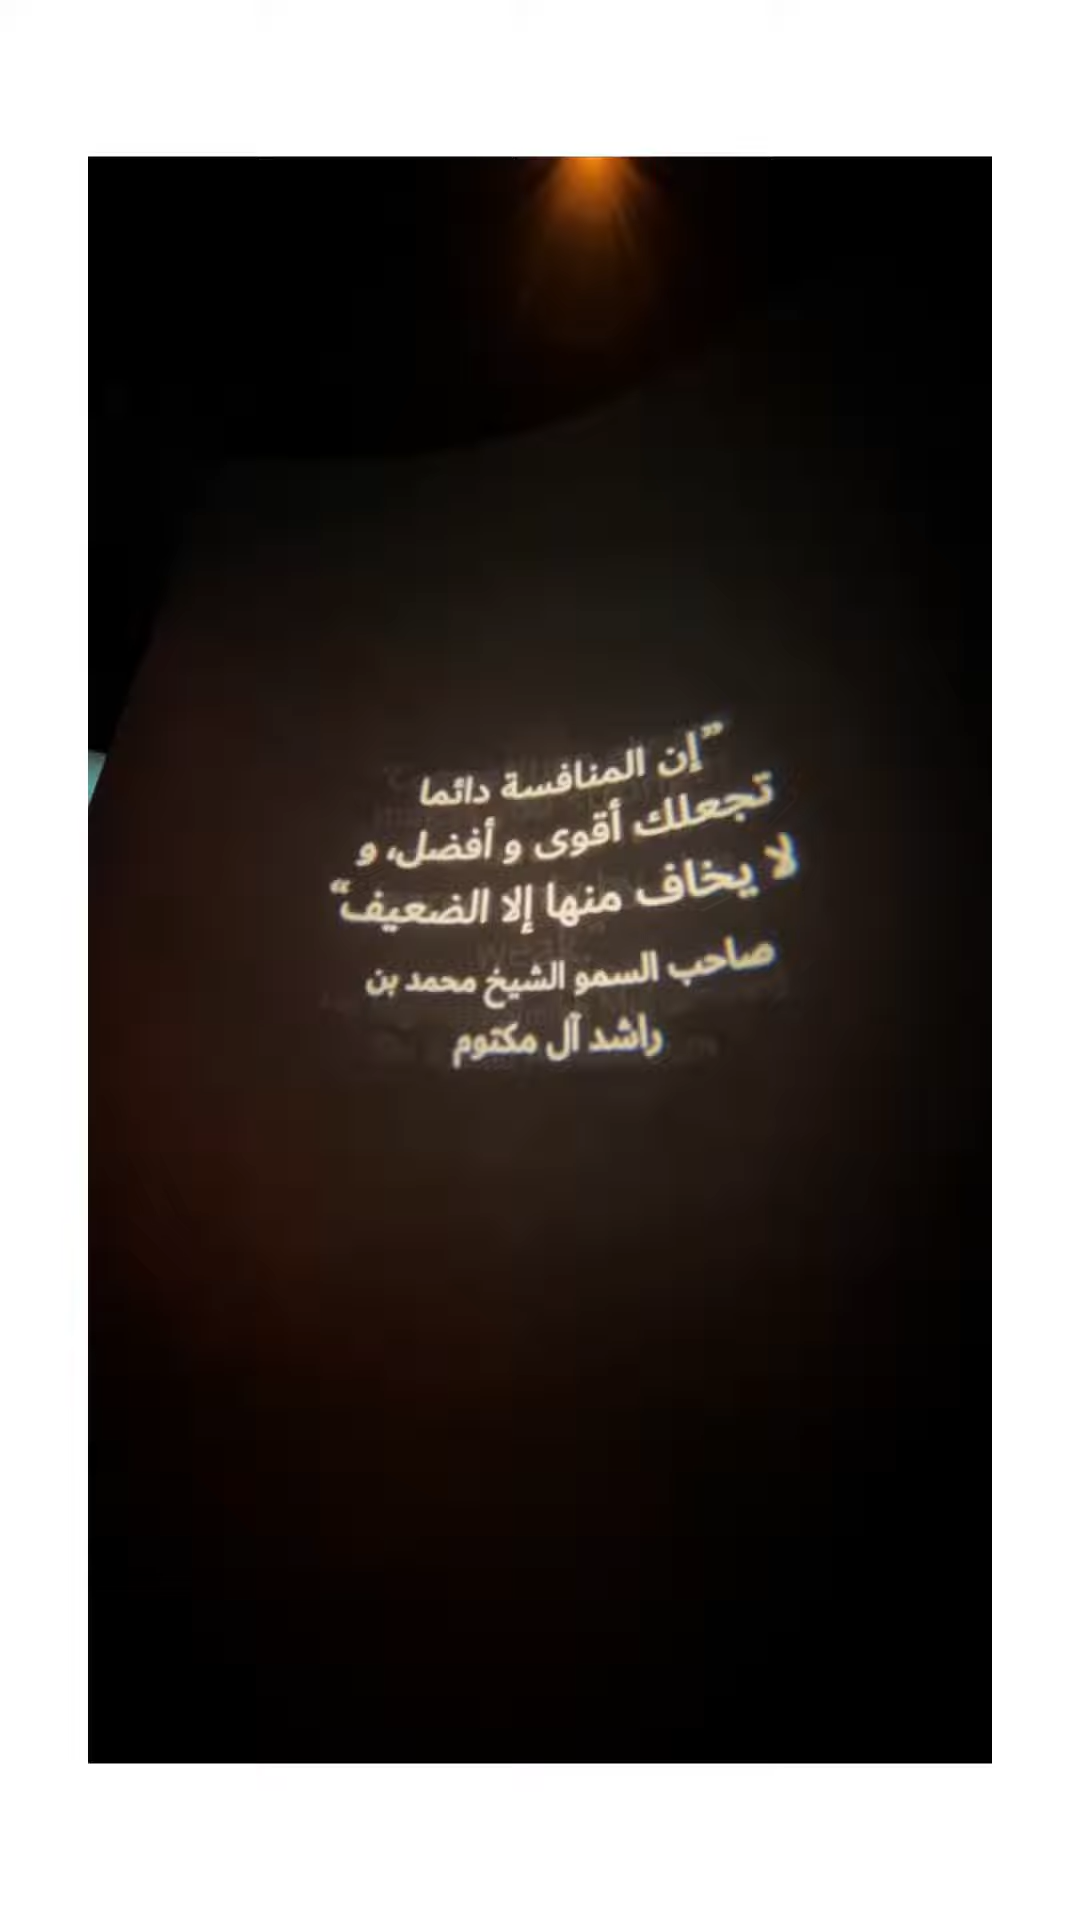 ”إن المنافسة دائما
تجعلك أقوى و أفضل، و
لا يخاف منها إلا الضعيف“
صاحب السمو الشيخ محمد بن
راشد آل مكتوم
weak."